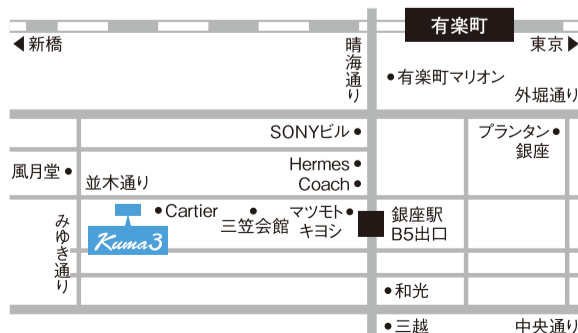 有楽町
新橋
東京
晴海通り
有楽町マリオン
外堀通り
SONYビル
プランタン
銀座
Hermes
Coach
風月堂
並木通り
Cartier
三笠会館
マツモト
キヨシ
銀座駅
B5出口
みゆき通り
Kuma3
和光
三越
中央通り